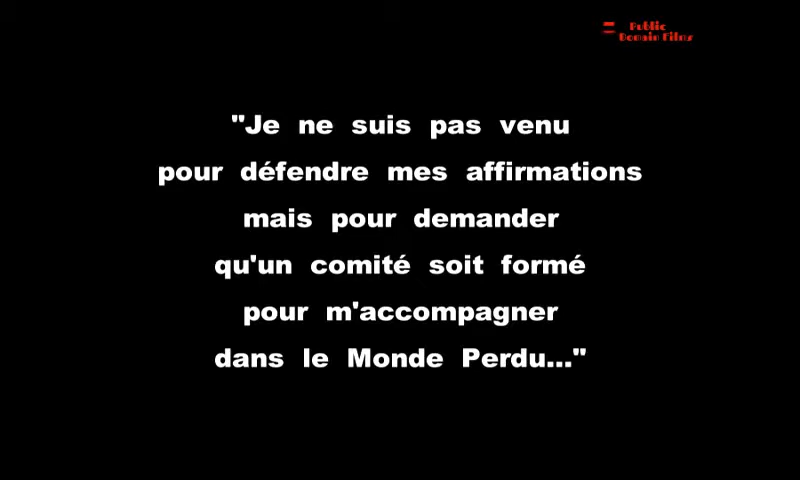 Public
Domain Films
"Je ne suis pas venu
pour défendre mes affirmations
mais pour demander
qu'un comité soit formé
pour m'accompagner
dans le Monde Perdu..."